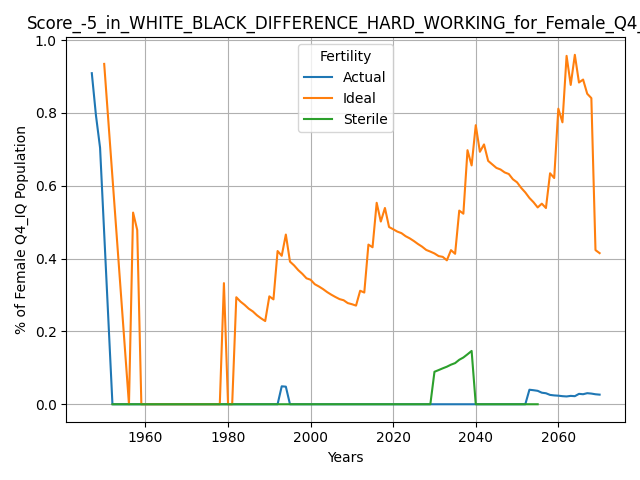 Score_-5_in_WHITE_BLACK_DIFFERENCE_HARD_WORKING_for_Female_Q4_
Fertility
Actual
Ideal
Sterile
% of Female Q4_IQ Population
1.0
0.8
0.6
0.4
0.2
0.0
1960 1980 2000 2020 2040 2060
Years